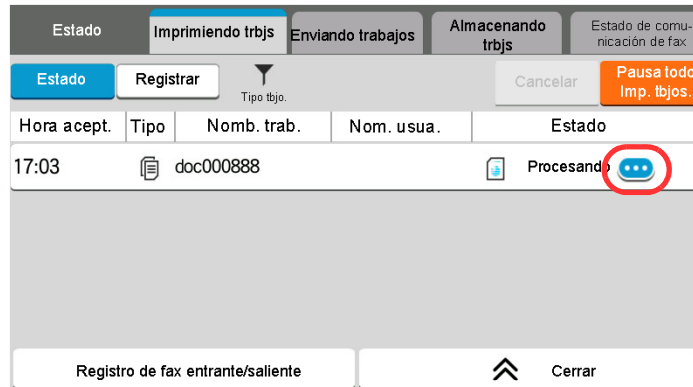 Estado
Imprimiendo trbjs
Enviando trabajos
Almacenando
trbjs
Estado de comu-
nicación de fax
Estado
Registrar
Tipo tbjo.
Cancelar
Pausa todo
Imp. tbjos.
Hora acept. Tipo Nomb. trab. Nom. usua. Estado
17:03 doc000888 Procesando
Registro de fax entrante/saliente
Cerrar